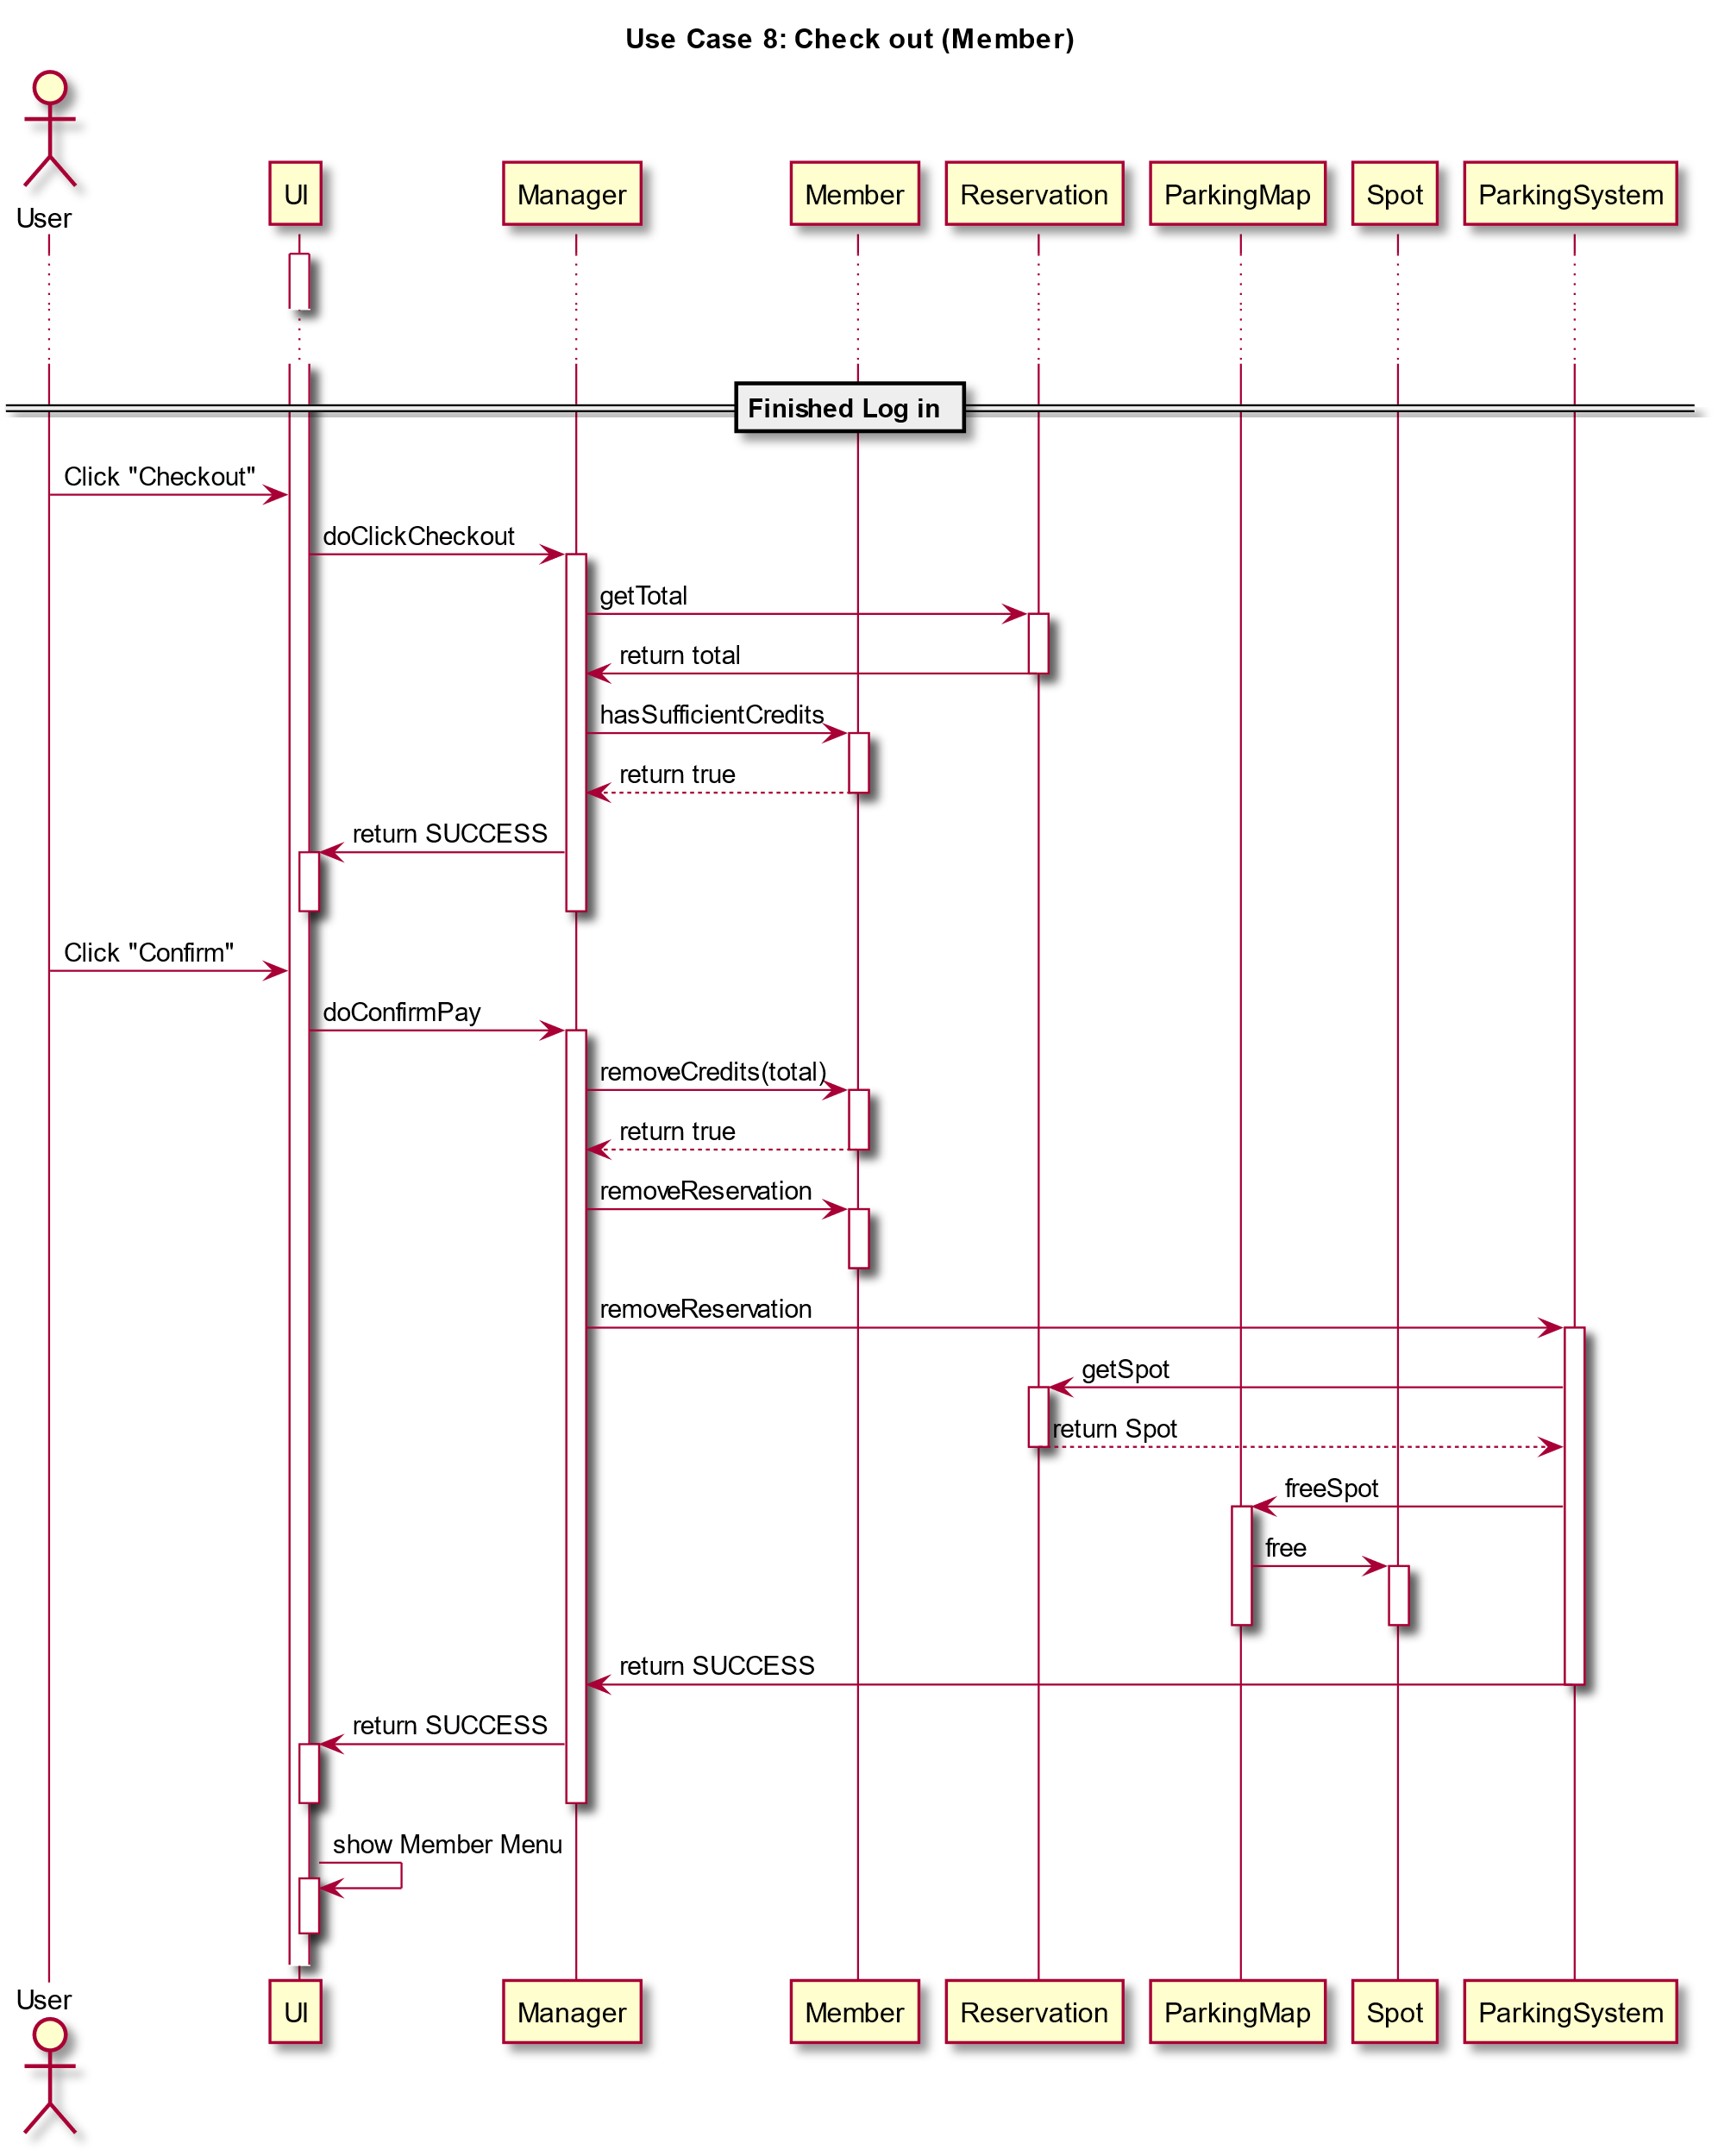 Use Case 8: Check out (Member)
User
UI
Manager
Member
Reservation
ParkingMap
Spot
ParkingSystem
Finished Log in
Click "Checkout"
doClickCheckout
getTotal
return total
hasSufficientCredits
return true
return SUCCESS
Click "Confirm"
doConfirmPay
removeCredits(total)
return true
removeReservation
removeReservation
getSpot
return Spot
freeSpot
free
return SUCCESS
return SUCCESS
show Member Menu
User
UI
Manager
Member
Reservation
ParkingMap
Spot
ParkingSystem